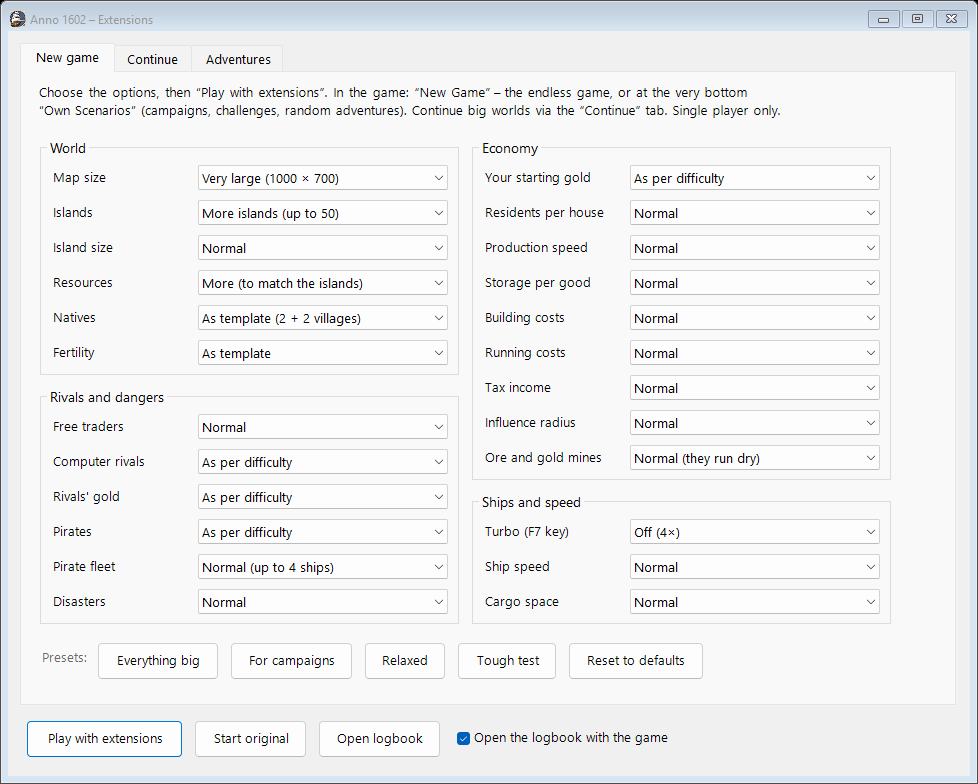 Anno 1602 – Extensions
New game
Continue
Adventures
Choose the options, then “Play with extensions”. In the game: “New Game” – the endless game, or at the very bottom
“Own Scenarios” (campaigns, challenges, random adventures). Continue big worlds via the “Continue” tab. Single player only.
World
Map size
Very large (1000 × 700)
Islands
More islands (up to 50)
Island size
Normal
Resources
More (to match the islands)
Natives
As template (2 + 2 villages)
Fertility
As template
Rivals and dangers
Free traders
Normal
Computer rivals
As per difficulty
Rivals' gold
As per difficulty
Pirates
As per difficulty
Pirate fleet
Normal (up to 4 ships)
Disasters
Normal
Economy
Your starting gold
As per difficulty
Residents per house
Normal
Production speed
Normal
Storage per good
Normal
Building costs
Normal
Running costs
Normal
Tax income
Normal
Influence radius
Normal
Ore and gold mines
Normal (they run dry)
Ships and speed
Turbo (F7 key)
Off (4×)
Ship speed
Normal
Cargo space
Normal
Presets:
Everything big
For campaigns
Relaxed
Tough test
Reset to defaults
Play with extensions
Start original
Open logbook
Open the logbook with the game